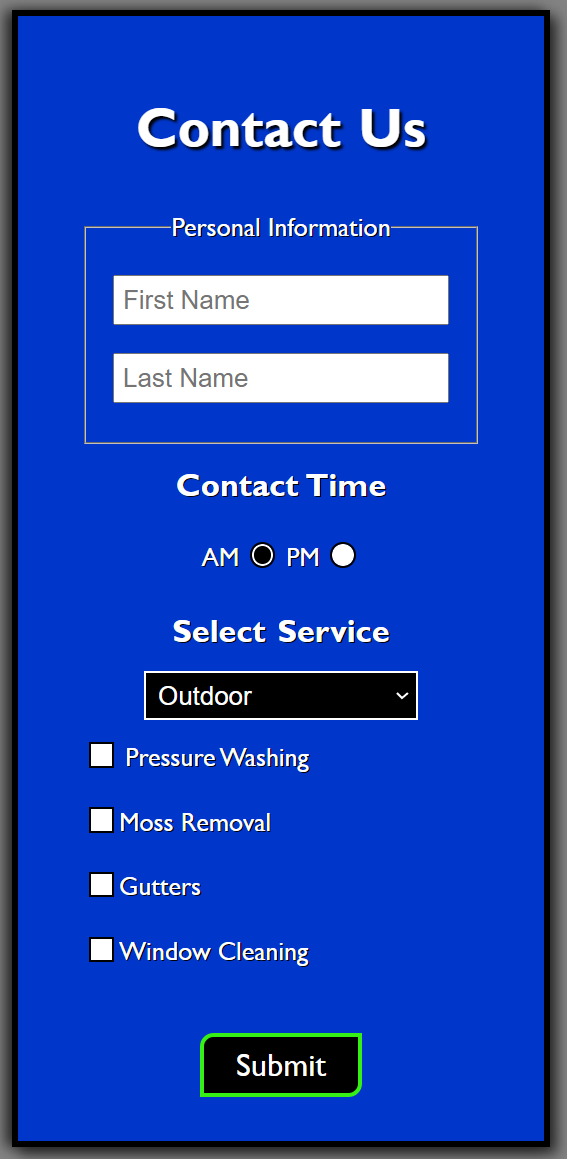 Contact Us
Personal Information
First Name
Last Name
Contact Time
AM PM
Select Service
Outdoor
Pressure Washing
Moss Removal
Gutters
Window Cleaning
Submit